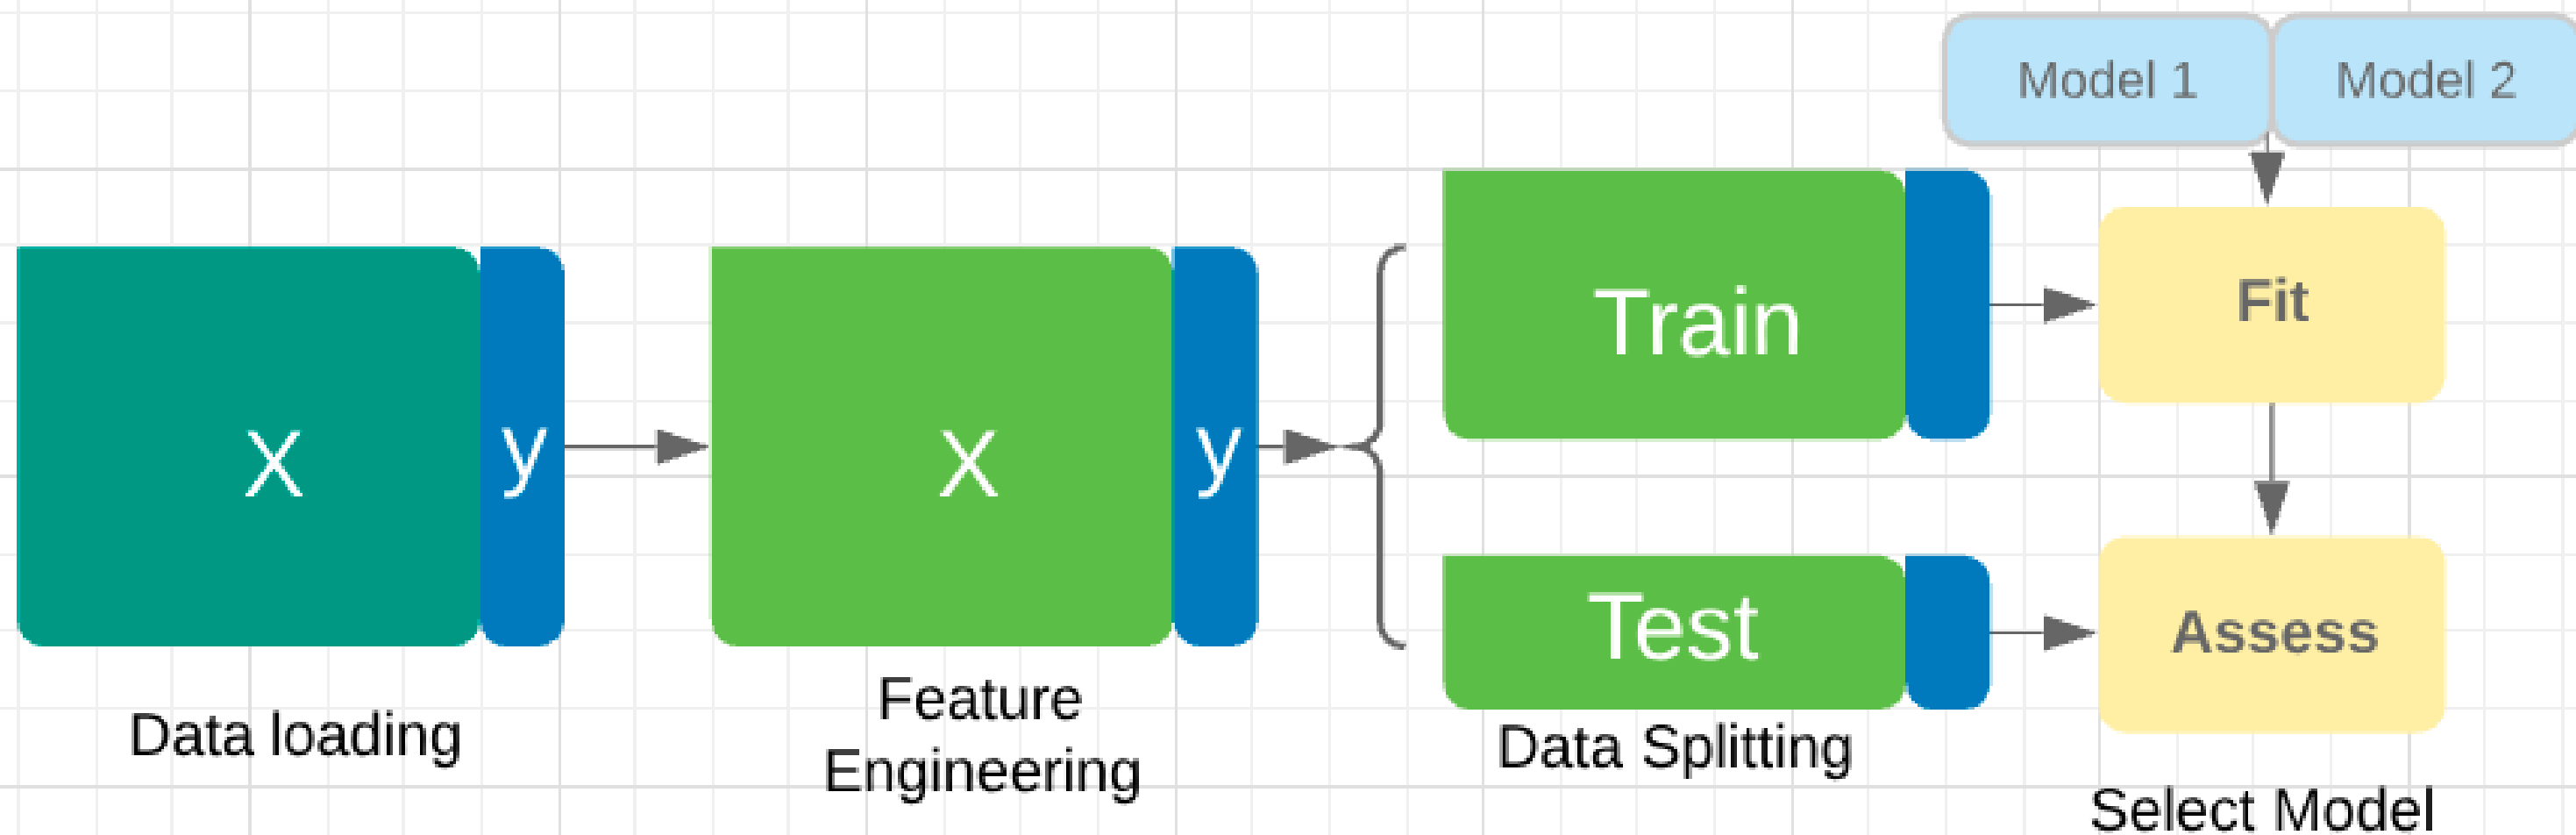 Model 1
Model 2
X
y
X
y
Train
Fit
Test
Assess
Data loading
Feature
Engineering
Data Splitting
Select Model